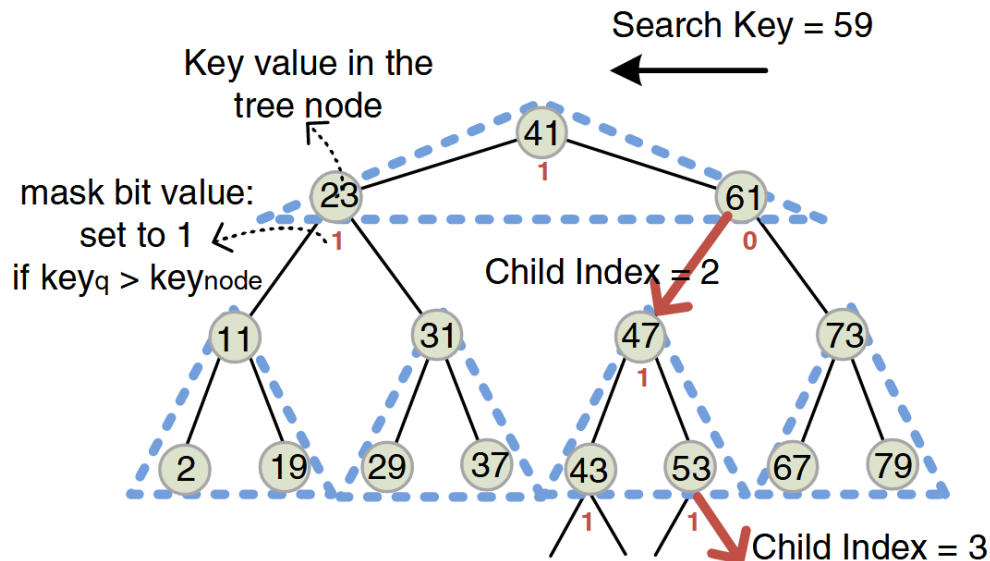 Search Key = 59
Key value in the
tree node
41
1
23
61
mask bit value:
set to 1
if keyq > keynode
1
0
Child Index = 2
11
31
47
73
1
2
19
29
37
43
53
67
79
1
1
Child Index = 3